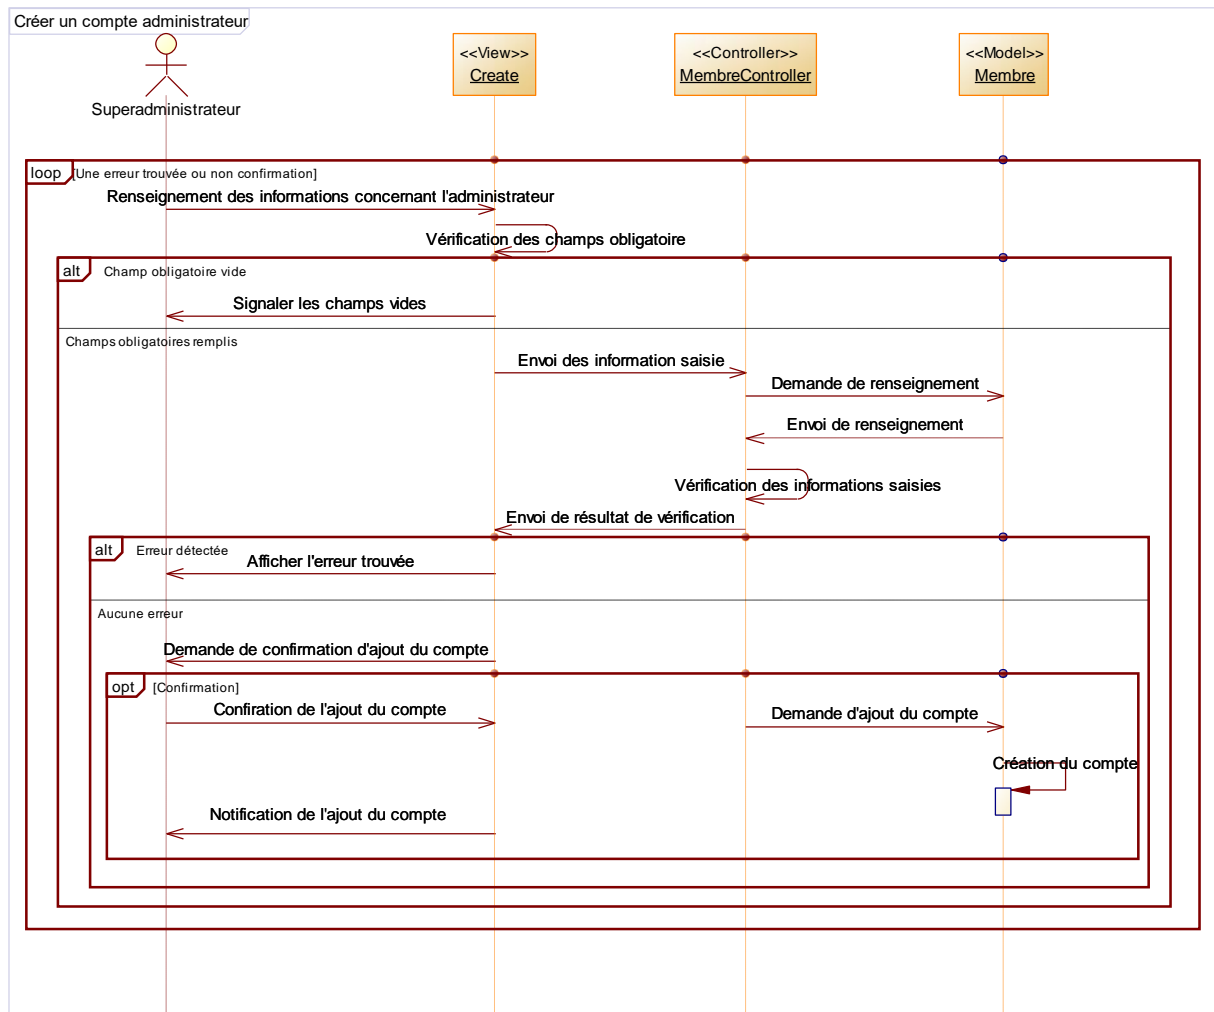 Créer un compte administrateur
<<View>>
Create
<<Controller>>
MembreController
<<Model>>
Membre
Superadministrateur
loop
[Une erreur trouvée ou non confirmation]
Renseignement des informations concernant l'administrateur
Vérification des champs obligatoire
alt
Champ obligatoire vide
Signaler les champs vides
Champs obligatoires remplis
Envoi des information saisie
Demande de renseignement
Envoi de renseignement
Vérification des informations saisies
Envoi de résultat de vérification
alt
Erreur détectée
Afficher l'erreur trouvée
Aucune erreur
Demande de confirmation d'ajout du compte
opt
[Confirmation]
Confiration de l'ajout du compte
Demande d'ajout du compte
Création du compte
Notification de l'ajout du compte